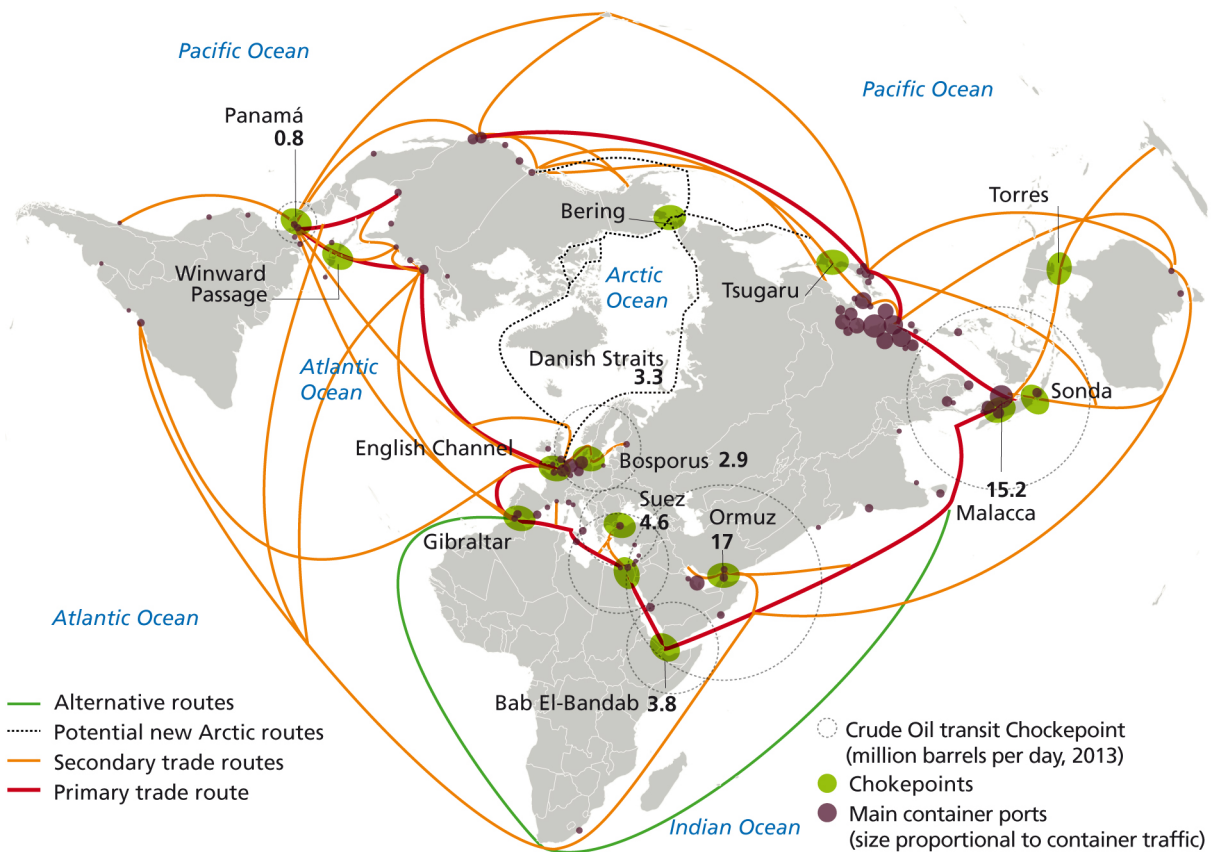 Pacific Ocean
Pacific Ocean
Panamá
0.8
Bering
Torres
Winward
Passage
Arctic
Ocean
Tsugaru
Danish Straits
3.3
Atlantic
Ocean
Sonda
English Channel
Bosporus 2.9
Suez
4.6
Ormuz
17
15.2
Malacca
Gibraltar
Atlantic Ocean
Bab El-Bandab 3.8
Alternative routes
Potential new Arctic routes
Secondary trade routes
Primary trade route
Crude Oil transit Chockepoint
(million barrels per day, 2013)
Chokepoints
Main container ports
(size proportional to container traffic)
Indian Ocean